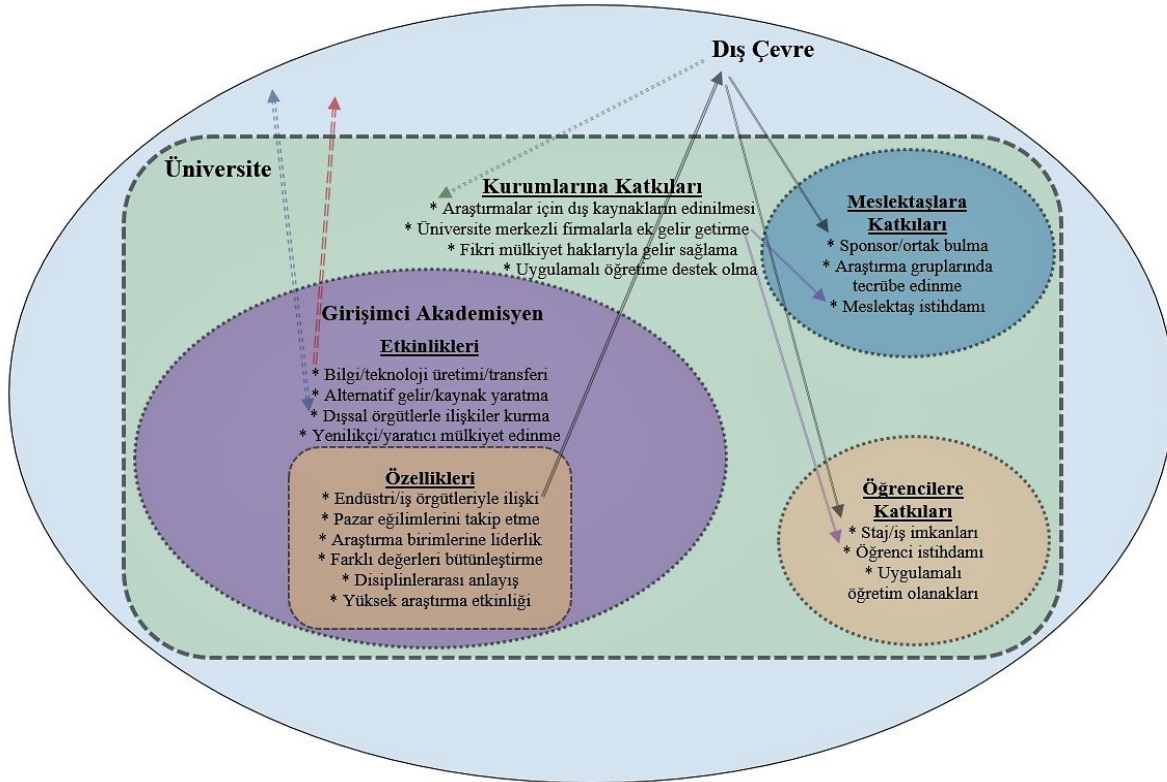 Dış Çevre
Üniversite
Kurumlarına Katkıları
* Araştırmalar için dış kaynakların edinilmesi
* Üniversite merkezli firmalarla ek gelir getirme
* Fikri mülkiyet haklarıyla gelir sağlama
* Uygulamalı öğretime destek olma
Meslektaşlara
Katkıları
* Sponsor/ortak bulma
* Araştırma gruplarında
tecrübe edinme
* Meslektaş istihdamı
Girişimci Akademisyen
Etkinlikleri
* Bilgi/teknoloji üretimi/transferi
* Alternatif gelir/kaynak yaratma
* Dışsal örgütlerle ilişkiler kurma
* Yenilikçi/yaratıcı mülkiyet edinme
Özellikleri
* Endüstri/iş örgütleriyle ilişki
* Pazar eğilimlerini takip etme
* Araştırma birimlerine liderlik
* Farklı değerleri bütünleştirme
* Disiplinlerarası anlayış
* Yüksek araştırma etkinliği
Öğrencilere
Katkıları
* Staj/iş imkanları
* Öğrenci istihdamı
* Uygulamalı
öğretim olanakları